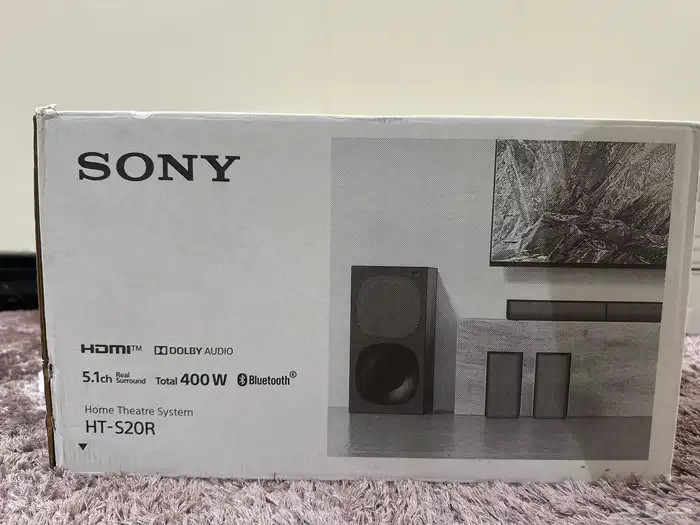 SONY
HDMI™ DOLBY AUDIO
5.1ch Real Surround Total 400 W Bluetooth®
Home Theatre System
HT-S20R